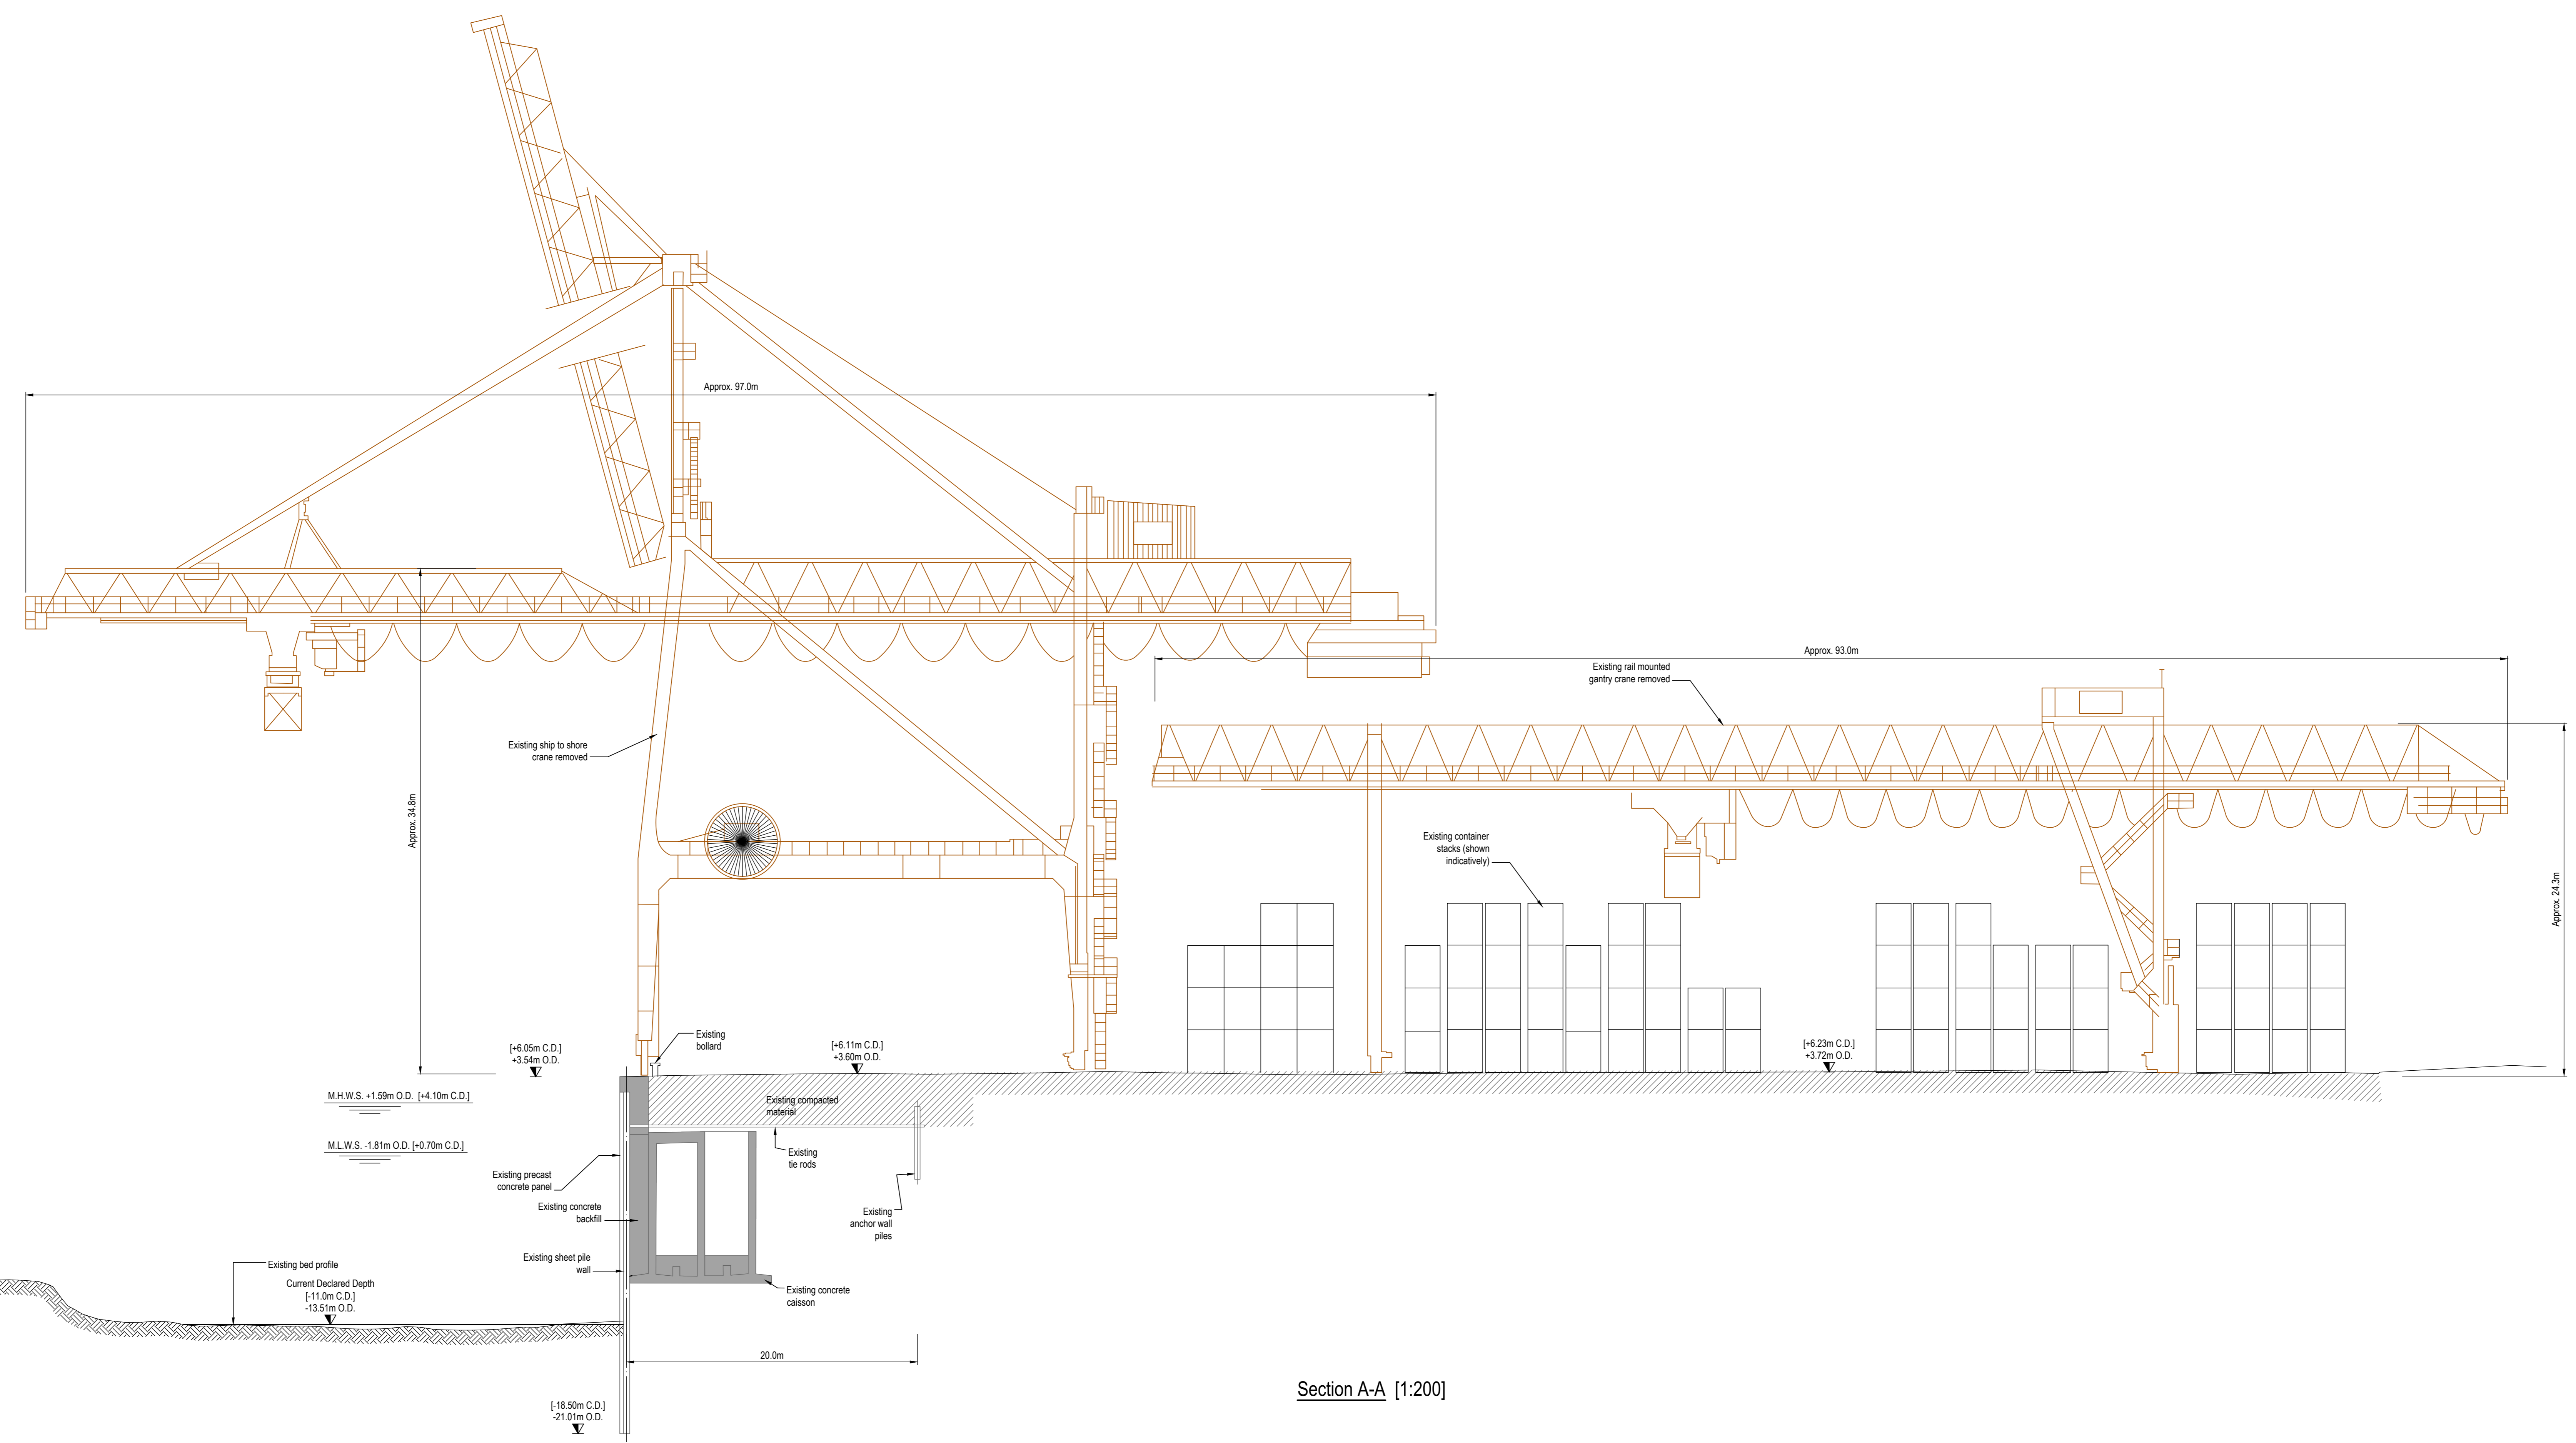 Approx. 97.0m
Approx. 93.0m
Existing rail mounted
gantry crane removed
Existing ship to shore
crane removed
Approx. 34.8m
Existing container
stacks (shown
indicatively)
Approx. 24.3m
Existing
bollard
[+6.05m C.D.]
+3.54m O.D.
[+6.11m C.D.]
+3.60m O.D.
[+6.23m C.D.]
+3.72m O.D.
M.H.W.S. +1.59m O.D. [+4.10m C.D.]
Existing compacted
material
M.L.W.S. -1.81m O.D. [+0.70m C.D.]
Existing
tie rods
Existing precast
concrete panel
Existing concrete
backfill
Existing
anchor wall
piles
Existing sheet pile
wall
Existing bed profile
Current Declared Depth
[-11.0m C.D.]
-13.51m O.D.
Existing concrete
caisson
20.0m
Section A-A [1:200]
[-18.50m C.D.]
-21.01m O.D.